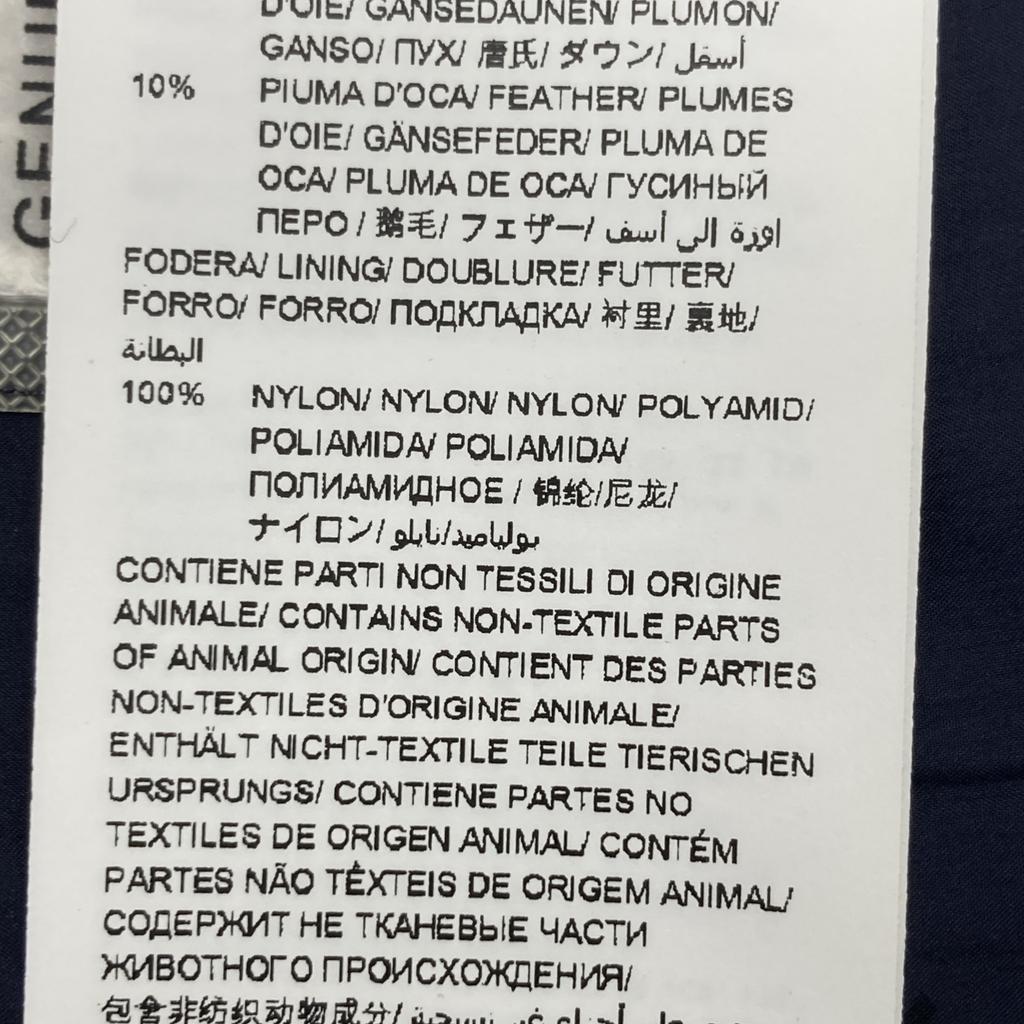 D'OIE/ GÄNSEDAUNEN/ PLUMON/
GANSO/ ПУХ/ 唐氏/ ダウン/ أسفل
10% PIUMA D'OCA/ FEATHER/ PLUMES
D'OIE/ GÄNSEFEDER/ PLUMA DE
OCA/ PLUMA DE OCA/ ГУСИНЫЙ
ПЕРО / 鹅毛/ フェザー/ اوزة الى أسف
FODERA/ LINING/ DOUBLURE/ FUTTER/
FORRO/ FORRO/ ПОДКЛАДКА/ 衬里/ 裏地/
البطانة
100% NYLON/ NYLON/ NYLON/ POLYAMID/
POLIAMIDA/ POLIAMIDA/
ПОЛИАМИДНОЕ / 锦纶/尼龙/
ナイロン/ بولياميد/نايلو
CONTIENE PARTI NON TESSILI DI ORIGINE
ANIMALE/ CONTAINS NON-TEXTILE PARTS
OF ANIMAL ORIGIN/ CONTIENT DES PARTIES
NON-TEXTILES D'ORIGINE ANIMALE/
ENTHÄLT NICHT-TEXTILE TEILE TIERISCHEN
URSPRUNGS/ CONTIENE PARTES NO
TEXTILES DE ORIGEN ANIMAL/ CONTÉM
PARTES NÃO TÊXTEIS DE ORIGEM ANIMAL/
СОДЕРЖИТ НЕ ТКАНЕВЫЕ ЧАСТИ
ЖИВОТНОГО ПРОИСХОЖДЕНИЯ/
包含非纺织动物成分/